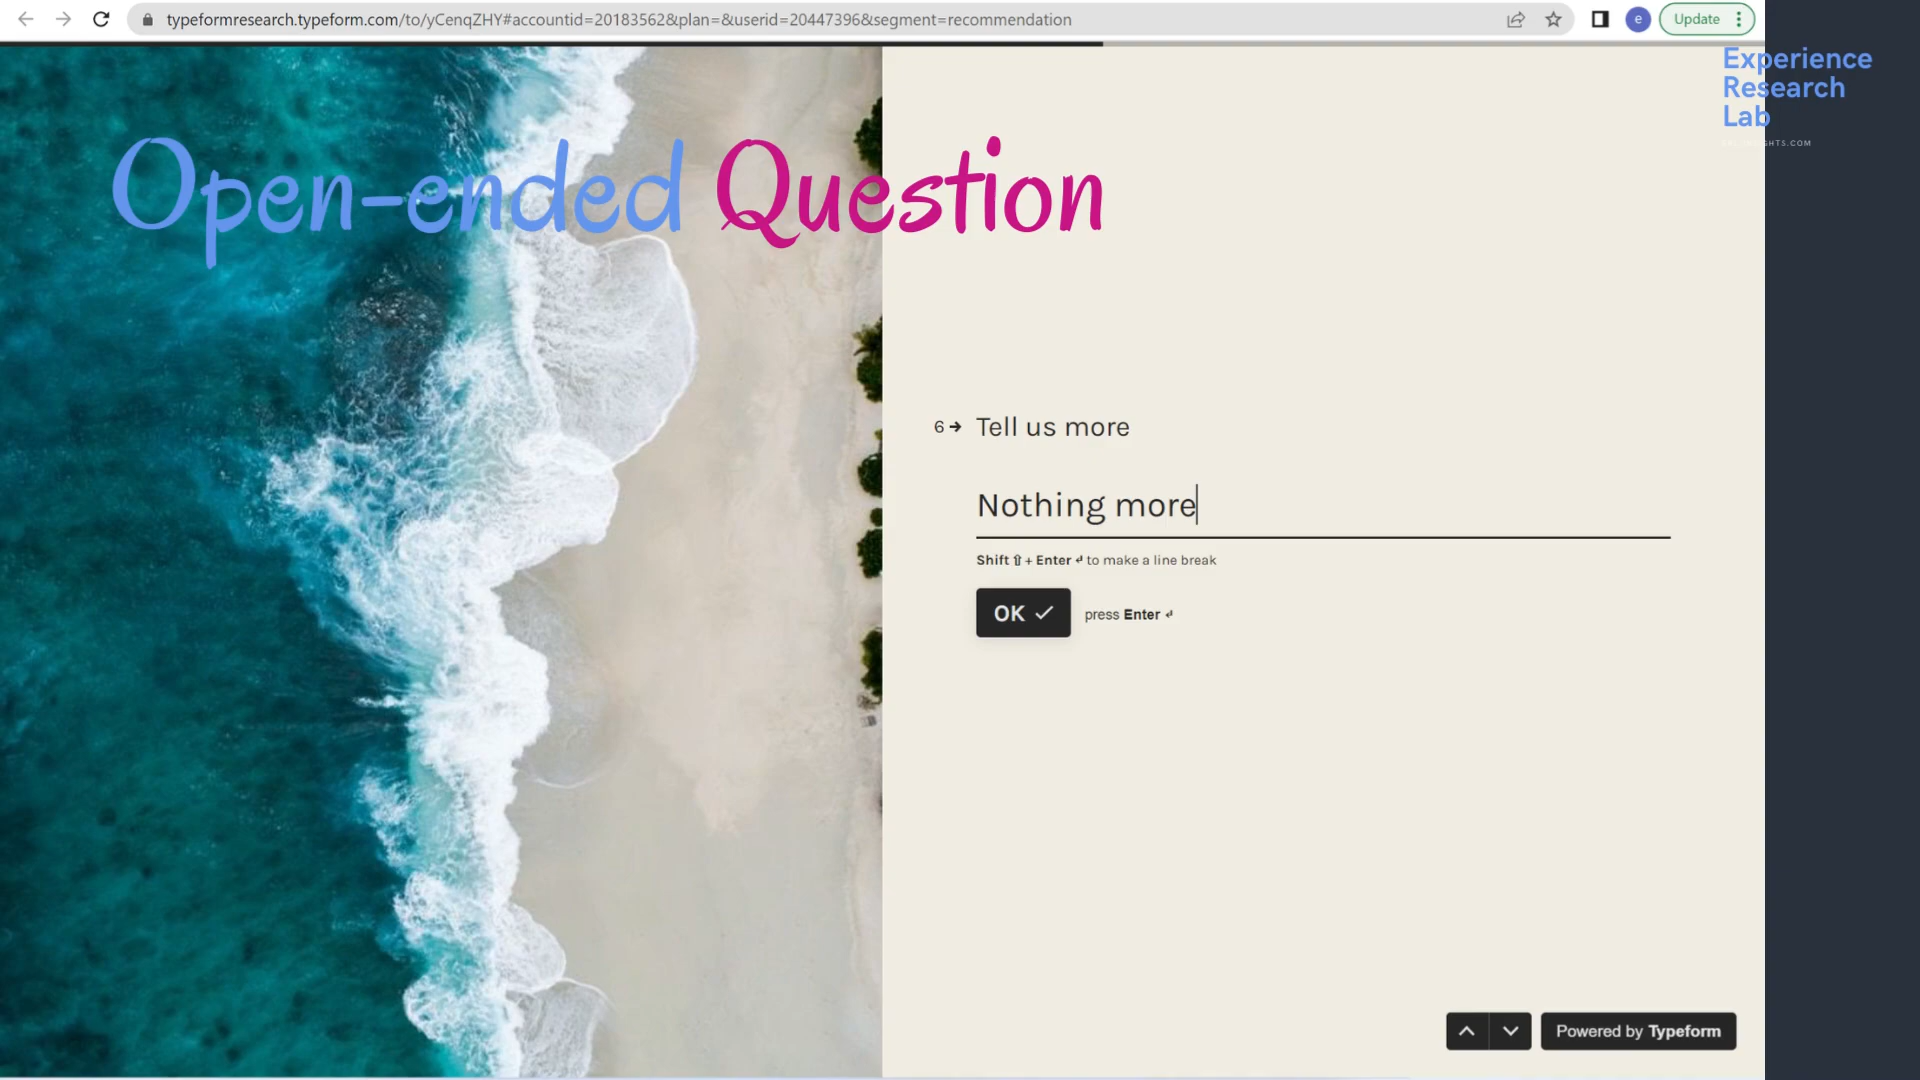 typeformresearch.typeform.com/to/yCenqZHY#accountid=20183562&plan=&userid=20447396&segment=recommendation
e
Update
Experience
Research
Lab
Open-ended Question
6 Tell us more
Nothing more
Shift ⇧ + Enter ↵ to make a line break
OK
press Enter ↵
Powered by Typeform